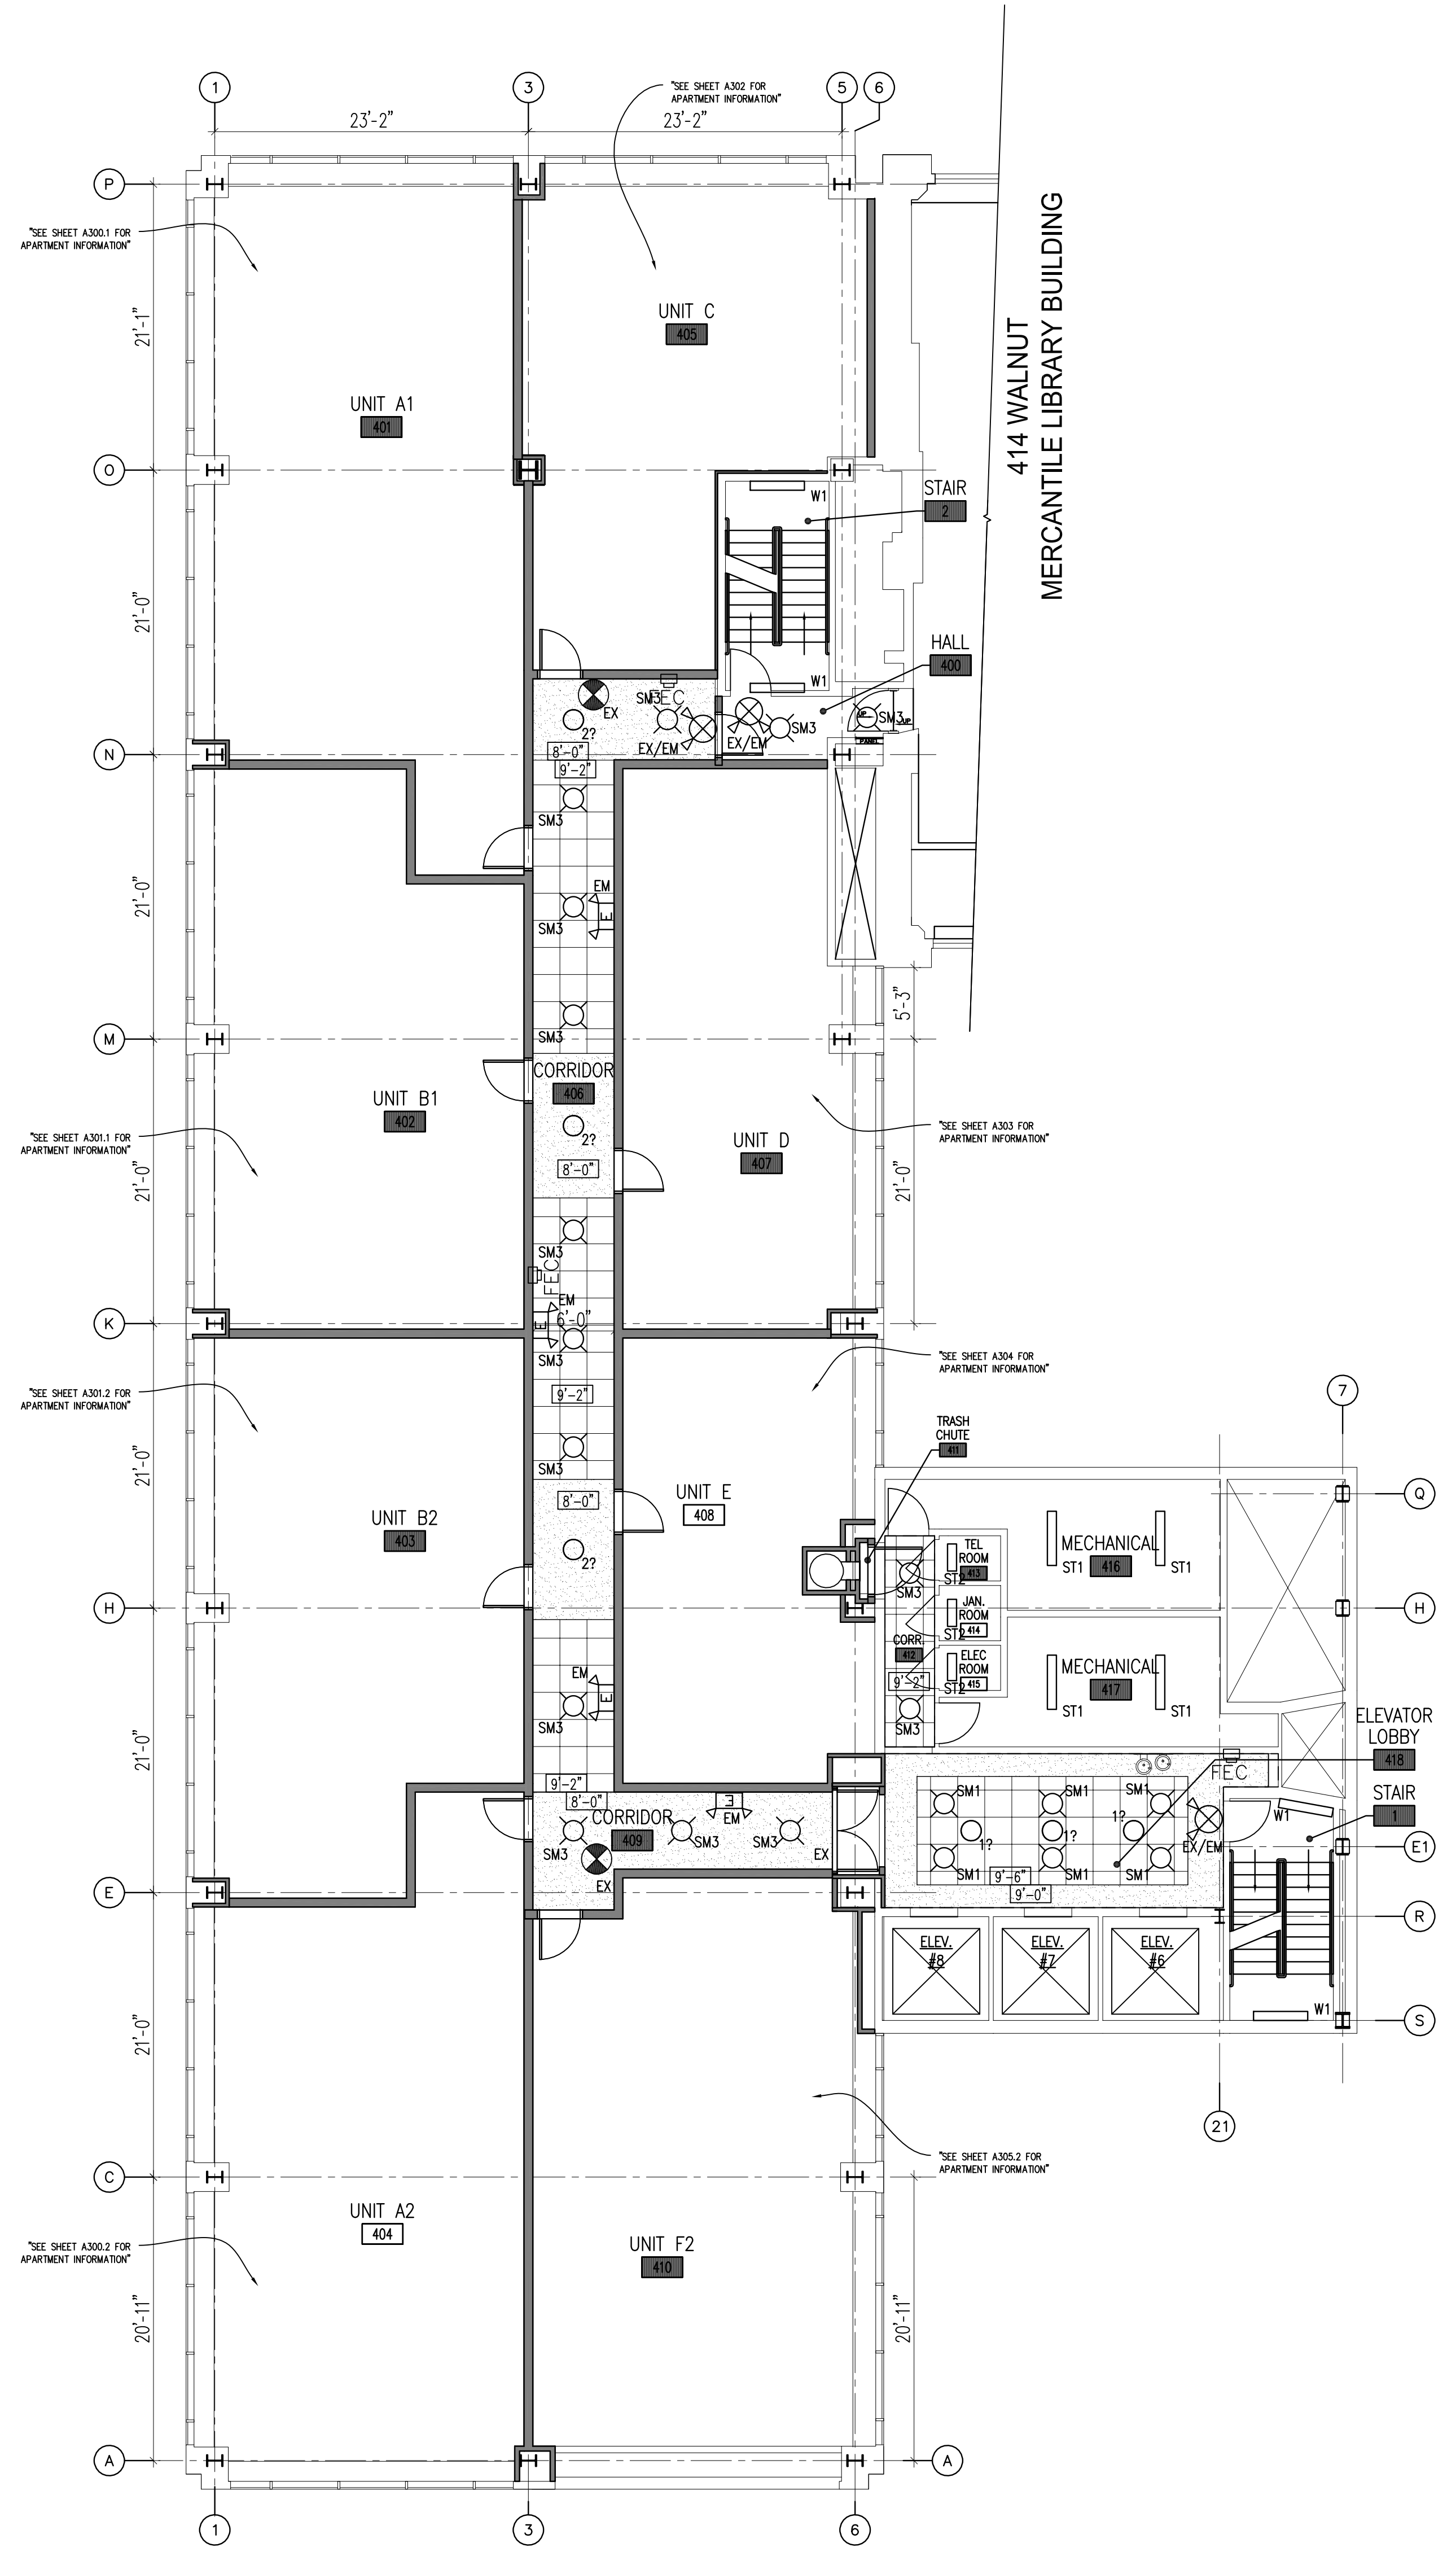 1
3
5
6
23'-2"
23'-2"
"SEE SHEET A302 FOR
APARTMENT INFORMATION"
P
"SEE SHEET A300.1 FOR
APARTMENT INFORMATION"
21'-1"
UNIT C
405
UNIT A1
401
414 WALNUT
MERCANTILE LIBRARY BUILDING
O
W1
STAIR
2
21'-0"
HALL
400
W1
SM3
FEC
EX
2?
EX/EM
EX/EM
SM3
UP
SM3
UP
PANEL
N
8'-0"
9'-2"
SM3
21'-0"
EM
E
SM3
5'-3"
M
SM3
CORRIDOR
406
UNIT B1
402
2?
"SEE SHEET A301.1 FOR
APARTMENT INFORMATION"
8'-0"
UNIT D
407
"SEE SHEET A303 FOR
APARTMENT INFORMATION"
21'-0"
21'-0"
SM3
FEC
EM
E
6'-0"
K
SM3
"SEE SHEET A304 FOR
APARTMENT INFORMATION"
"SEE SHEET A301.2 FOR
APARTMENT INFORMATION"
9'-2"
7
TRASH
CHUTE
411
21'-0"
SM3
8'-0"
UNIT E
408
Q
UNIT B2
403
2?
TEL
ROOM
413
ST2
SM3
MECHANICAL
416
ST1
ST1
H
H
JAN.
ROOM
414
ST2
CORR.
412
ELEC
ROOM
415
ST2
9'-2"
MECHANICAL
417
ST1
ST1
EM
E
SM3
SM3
21'-0"
ELEVATOR
LOBBY
418
FEC
9'-2"
8'-0"
CORRIDOR
409
E
EM
SM3
SM3
SM3
EX
EX
SM1
SM1
SM1
1?
1?
1?
SM1
SM1
SM1
9'-6"
9'-0"
EX/EM
W1
STAIR
1
E1
E
R
ELEV.
#8
ELEV.
#7
ELEV.
#6
W1
S
21'-0"
21
C
"SEE SHEET A305.2 FOR
APARTMENT INFORMATION"
UNIT A2
404
UNIT F2
410
"SEE SHEET A300.2 FOR
APARTMENT INFORMATION"
20'-11"
20'-11"
A
A
1
3
6